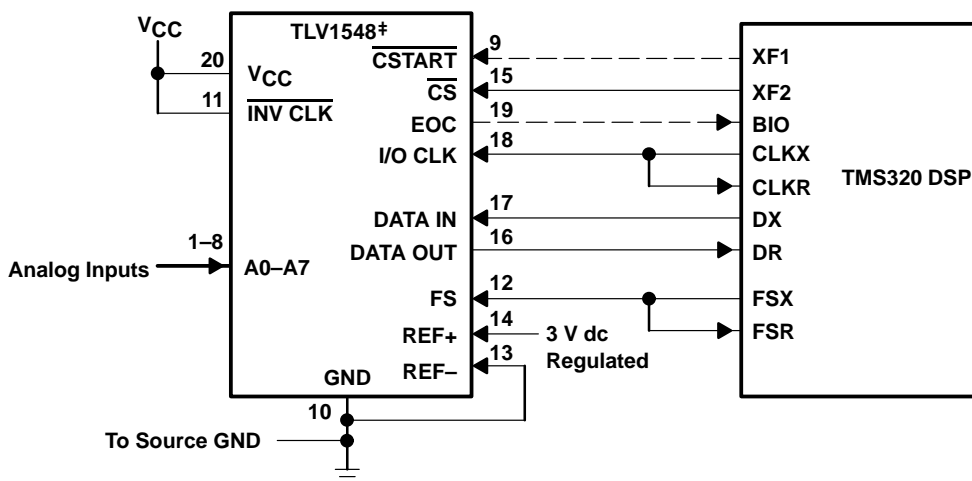 VCC
20
VCC
11
INV CLK
1–8
Analog Inputs
A0–A7
TLV1548‡
CSTART
CS
EOC
I/O CLK
DATA IN
DATA OUT
FS
REF+
REF–
GND
10
To Source GND
9
15
19
18
17
16
12
14
13
3 V dc
Regulated
XF1
XF2
BIO
CLKX
CLKR
DX
DR
FSX
FSR
TMS320 DSP